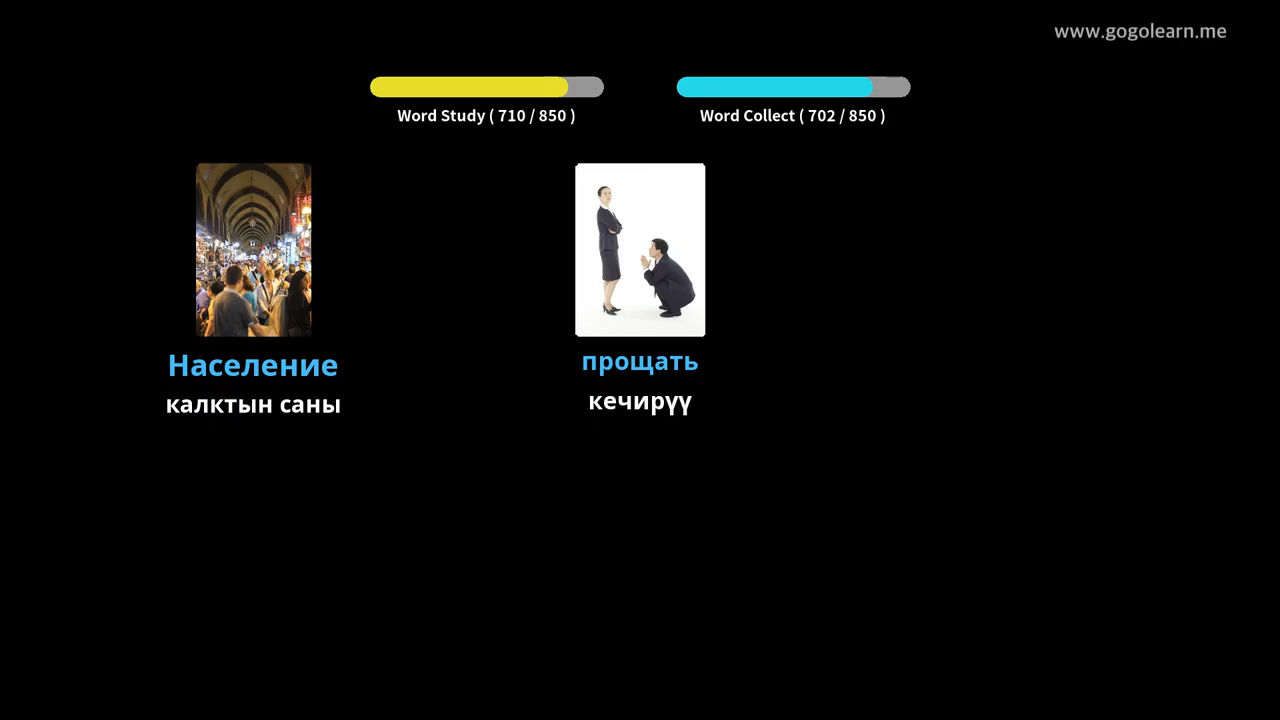 www.gogolearn.me
Word Study ( 710 / 850 )
Word Collect ( 702 / 850 )
Население
калктын саны
прощать
кечирүү